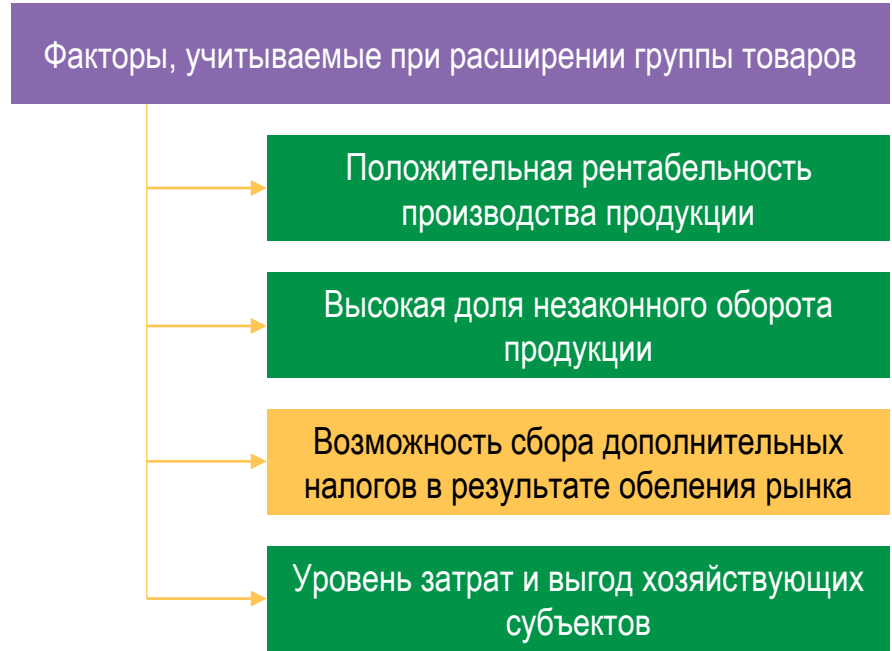 Факторы, учитываемые при расширении группы товаров
Положительная рентабельность
производства продукции
Высокая доля незаконного оборота
продукции
Возможность сбора дополнительных
налогов в результате обеления рынка
Уровень затрат и выгод хозяйствующих
субъектов